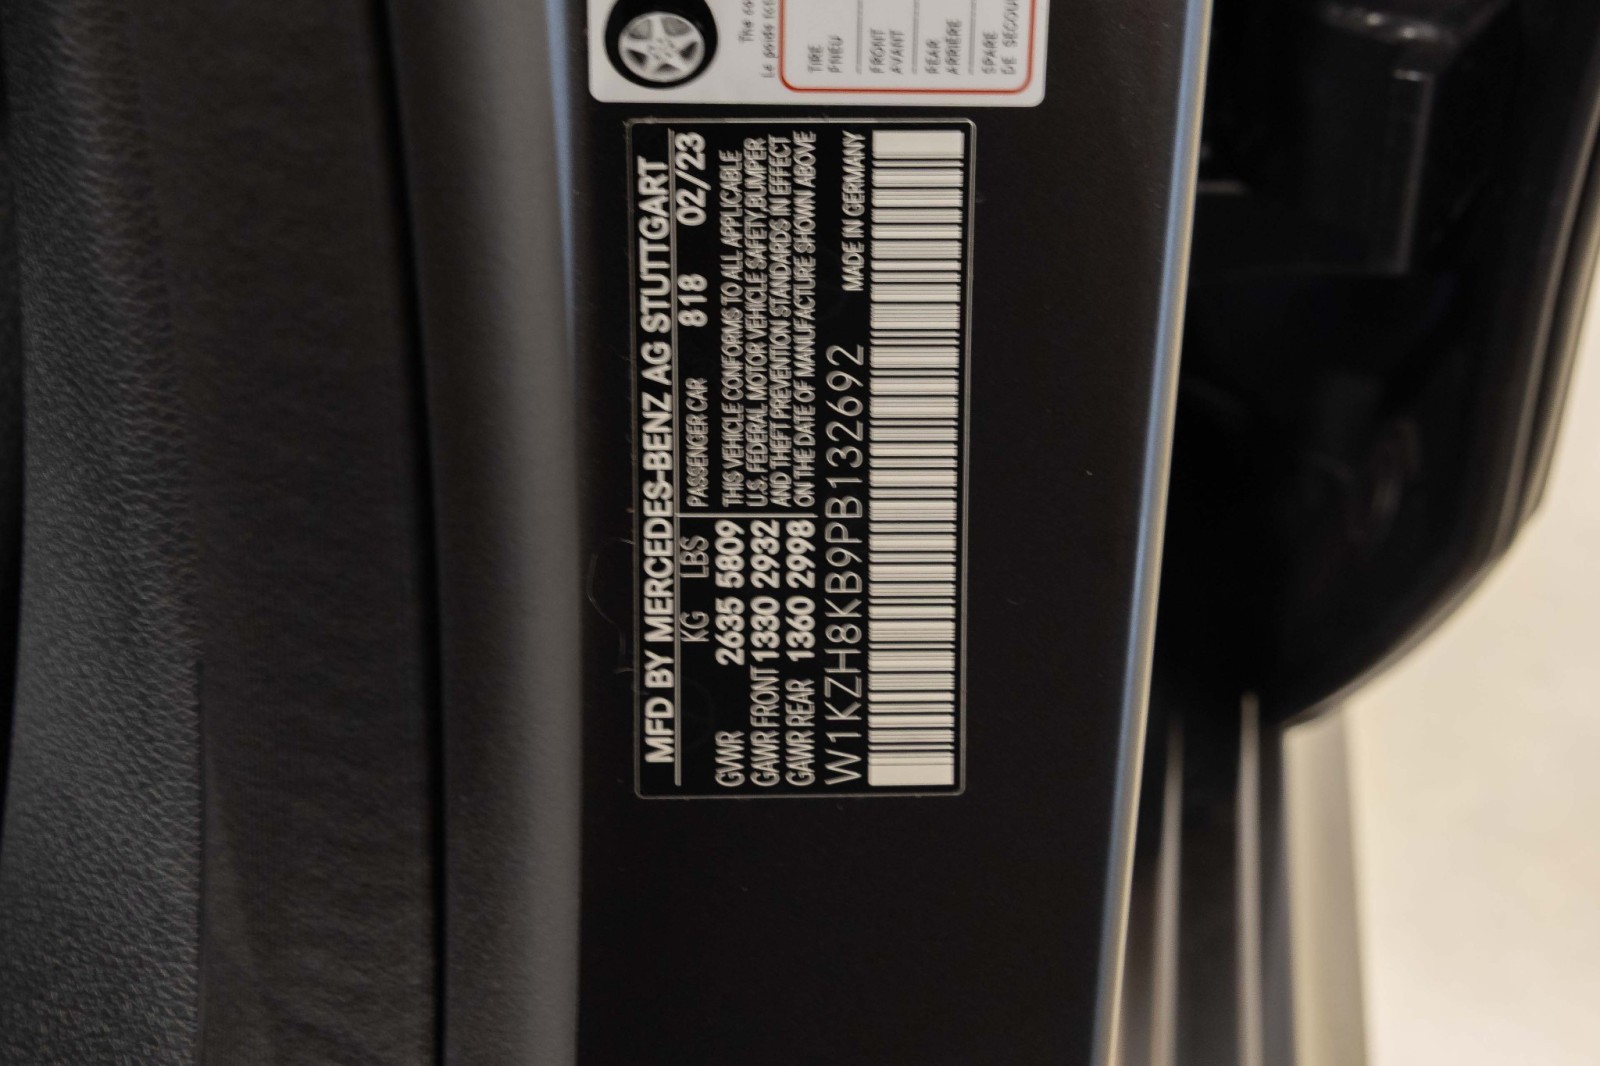 MFD BY MERCEDES-BENZ AG STUTTGART
KG LBS
PASSENGER CAR 818 02/23
GVWR 2635 5809
GAWR FRONT 1330 2932
GAWR REAR 1360 2998
THIS VEHICLE CONFORMS TO ALL APPLICABLE
U.S. FEDERAL MOTOR VEHICLE SAFETY,BUMPER
AND THEFT PREVENTION STANDARDS IN EFFECT
ON THE DATE OF MANUFACTURE SHOWN ABOVE
W1KZH8KB9PB132692 MADE IN GERMANY
The
Le poids
TIRE
PNEU
FRONT
AVANT
REAR
ARRIÈRE
SPARE
DE